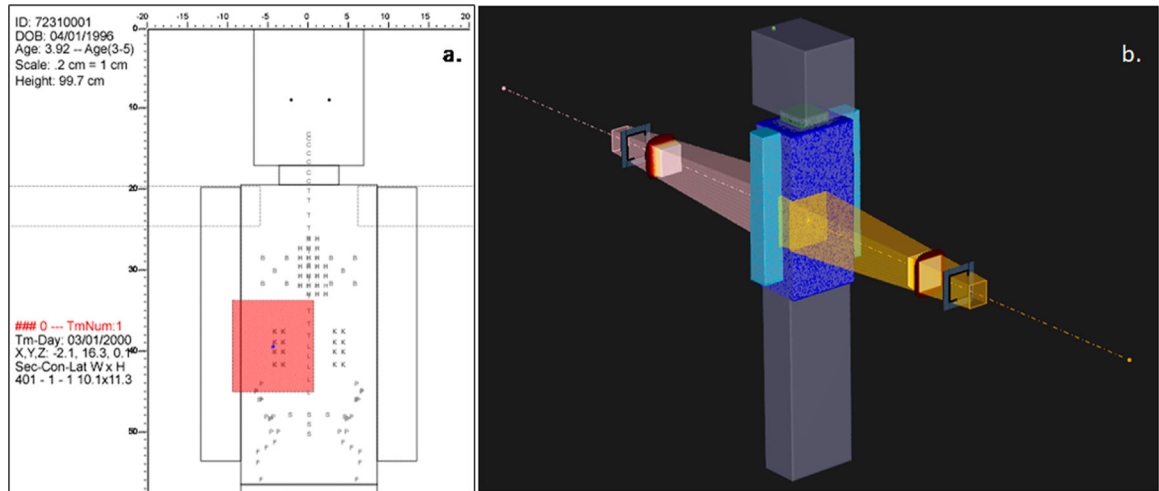 -20 -15 -10 -5 0 5 10 15 20
ID: 72310001
DOB: 04/01/1996
Age: 3.92 -- Age(3-5)
Scale: .2 cm = 1 cm
Height: 99.7 cm
a.
b.
0
10
20
30
40
50
### 0 --- TmNum:1
Tm-Day: 03/01/2000
X,Y,Z: -2.1, 16.3, 0.1
Sec-Con-Lat W x H
401 - 1 - 1 10.1x11.3
C
C
T
T
T
T
B B B B
K K K K
K K K K
S S S
S
S